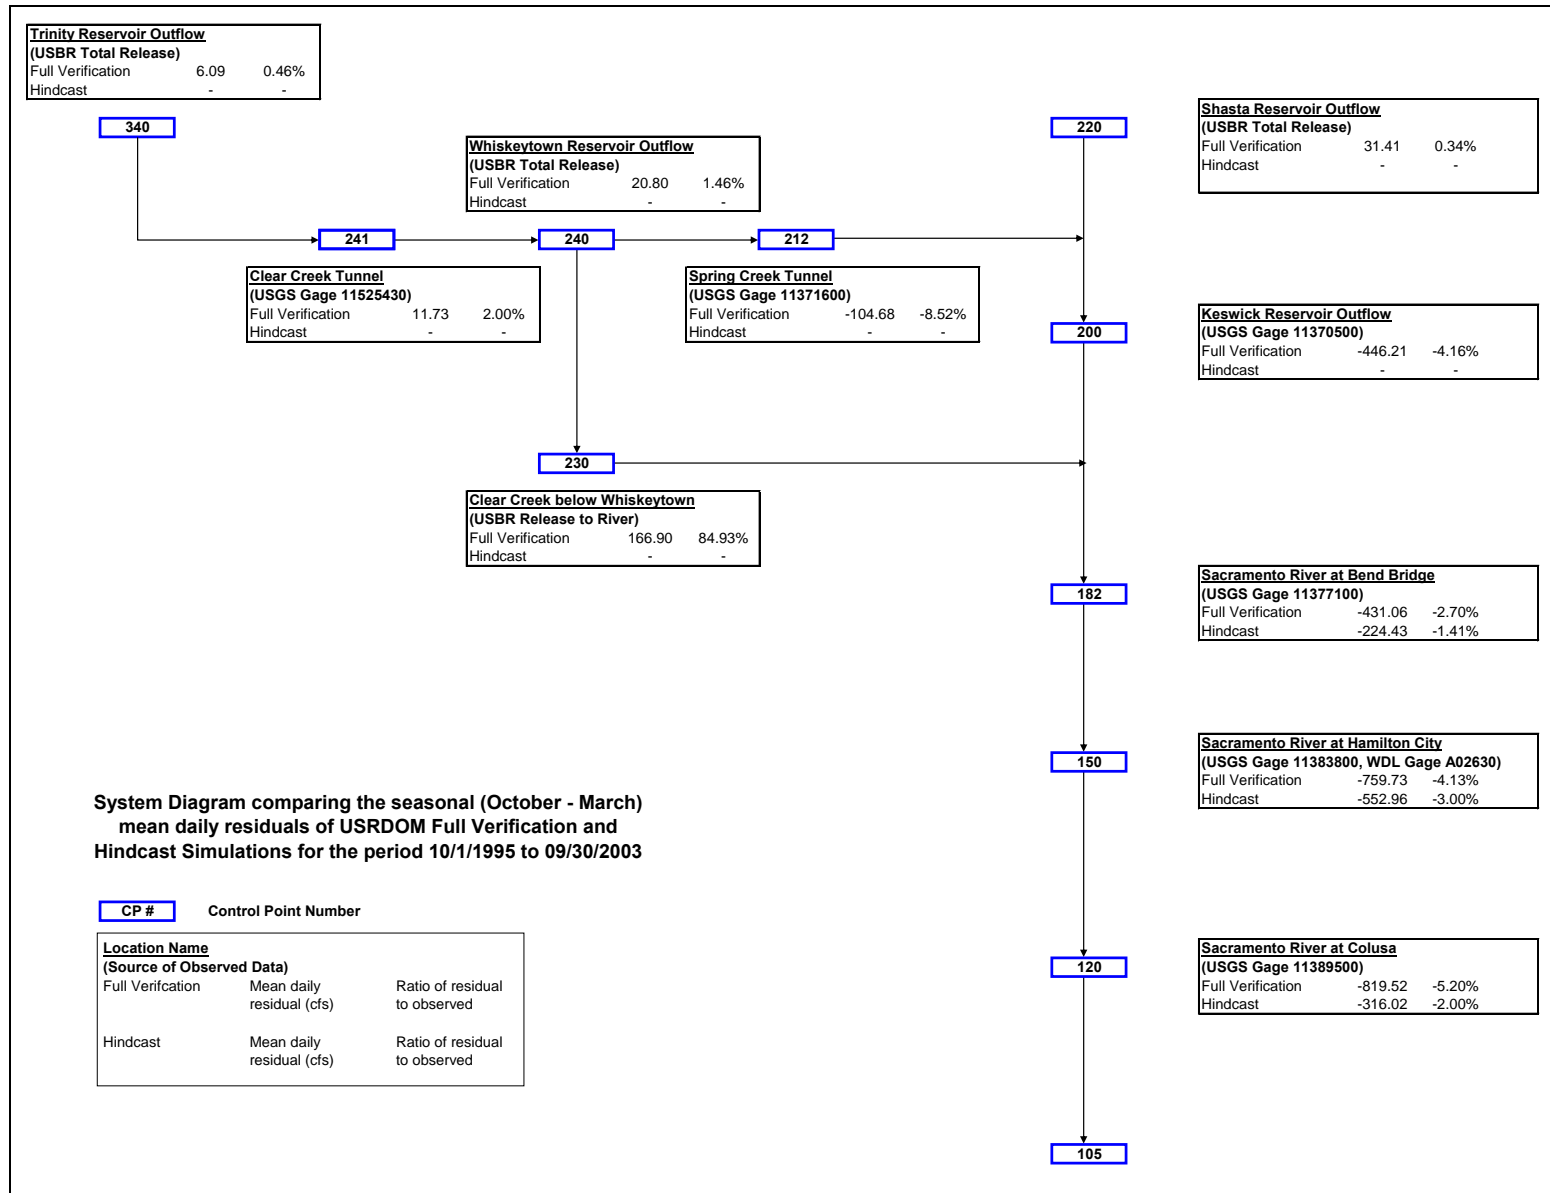 Trinity Reservoir Outflow
(USBR Total Release)
Full Verification 6.09 0.46%
Hindcast - -
340
Whiskeytown Reservoir Outflow
(USBR Total Release)
Full Verification 20.80 1.46%
Hindcast - -
220
Shasta Reservoir Outflow
(USBR Total Release)
Full Verification 31.41 0.34%
Hindcast - -
241
240
212
Clear Creek Tunnel
(USGS Gage 11525430)
Full Verification 11.73 2.00%
Hindcast - -
Spring Creek Tunnel
(USGS Gage 11371600)
Full Verification -104.68 -8.52%
Hindcast - -
200
Keswick Reservoir Outflow
(USGS Gage 11370500)
Full Verification -446.21 -4.16%
Hindcast - -
230
Clear Creek below Whiskeytown
(USBR Release to River)
Full Verification 166.90 84.93%
Hindcast - -
182
Sacramento River at Bend Bridge
(USGS Gage 11377100)
Full Verification -431.06 -2.70%
Hindcast -224.43 -1.41%
150
Sacramento River at Hamilton City
(USGS Gage 11383800, WDL Gage A02630)
Full Verification -759.73 -4.13%
Hindcast -552.96 -3.00%
System Diagram comparing the seasonal (October - March)
mean daily residuals of USRDOM Full Verification and
Hindcast Simulations for the period 10/1/1995 to 09/30/2003
CP # Control Point Number
Location Name
(Source of Observed Data)
Full Verifcation Mean daily Ratio of residual
residual (cfs) to observed
Hindcast Mean daily Ratio of residual
residual (cfs) to observed
120
Sacramento River at Colusa
(USGS Gage 11389500)
Full Verification -819.52 -5.20%
Hindcast -316.02 -2.00%
105